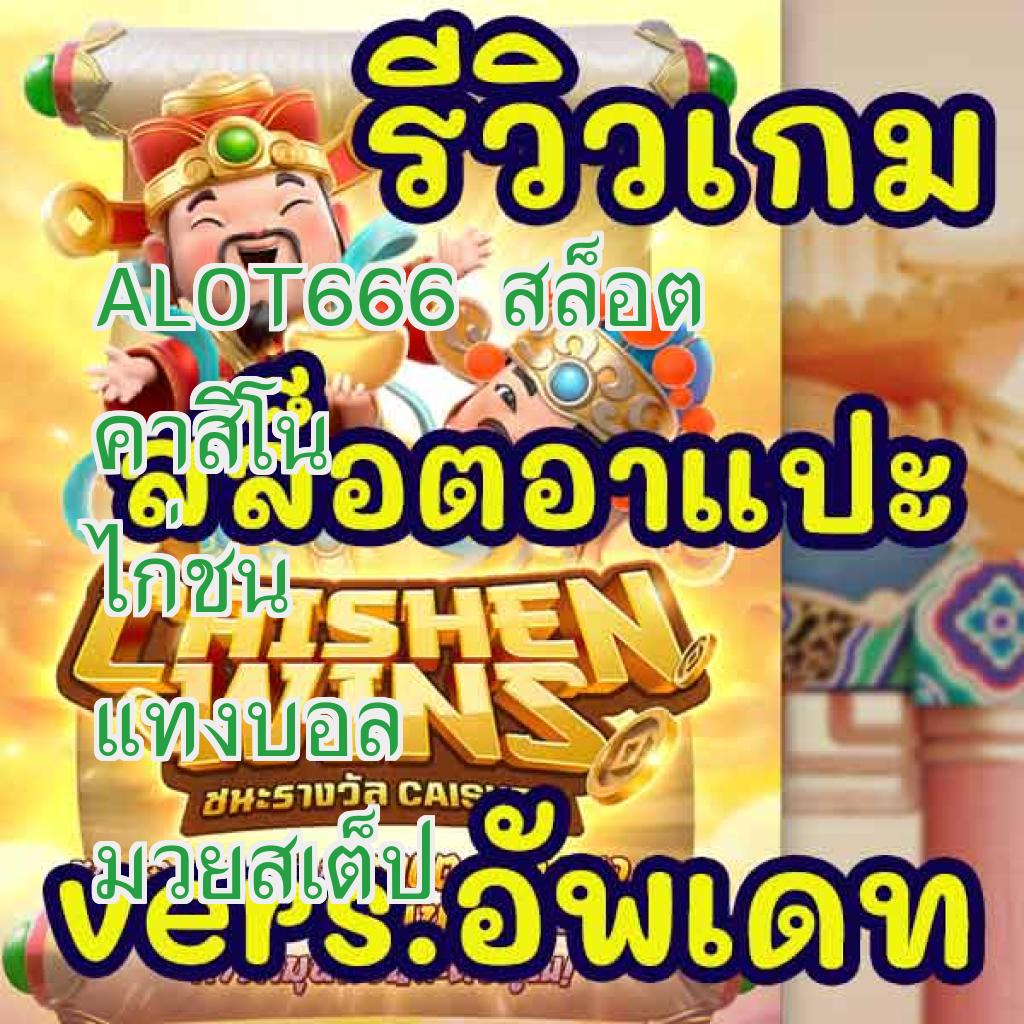 รีวิวเกม
ALOT666 สล็อต
คาสิโน
สล็้อตอาแปะ
ไก่ชน
CAISHEN
WINS
แทงบอล
ชนะรางวัล
มวยสเต็ป
vers.อัพเดท